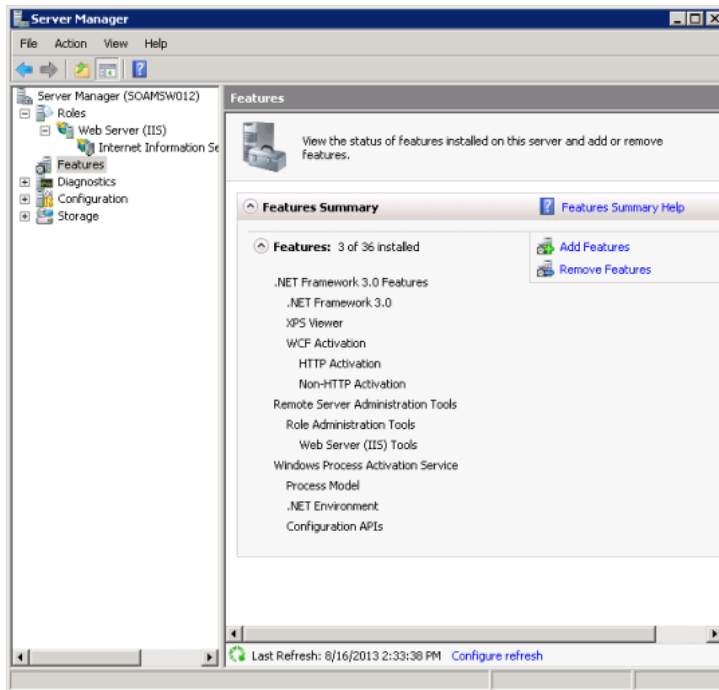 Server Manager
File Action View Help
Server Manager (SOAMSW012)
Roles
Web Server (IIS)
Internet Information Se
Features
Diagnostics
Configuration
Storage
Features
View the status of features installed on this server and add or remove
features.
Features Summary
Features Summary Help
Features: 3 of 36 installed
Add Features
Remove Features
.NET Framework 3.0 Features
.NET Framework 3.0
XPS Viewer
WCF Activation
HTTP Activation
Non-HTTP Activation
Remote Server Administration Tools
Role Administration Tools
Web Server (IIS) Tools
Windows Process Activation Service
Process Model
.NET Environment
Configuration APIs
Last Refresh: 8/16/2013 2:33:38 PM Configure refresh